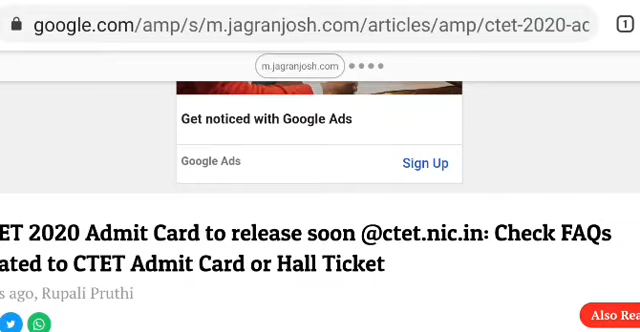 google.com/amp/s/m.jagranjosh.com/articles/amp/ctet-2020-ad
1
m.jagranjosh.com
Get noticed with Google Ads
Google Ads
Sign Up
ET 2020 Admit Card to release soon @ctet.nic.in: Check FAQs
ated to CTET Admit Card or Hall Ticket
s ago, Rupali Pruthi
Also Rea